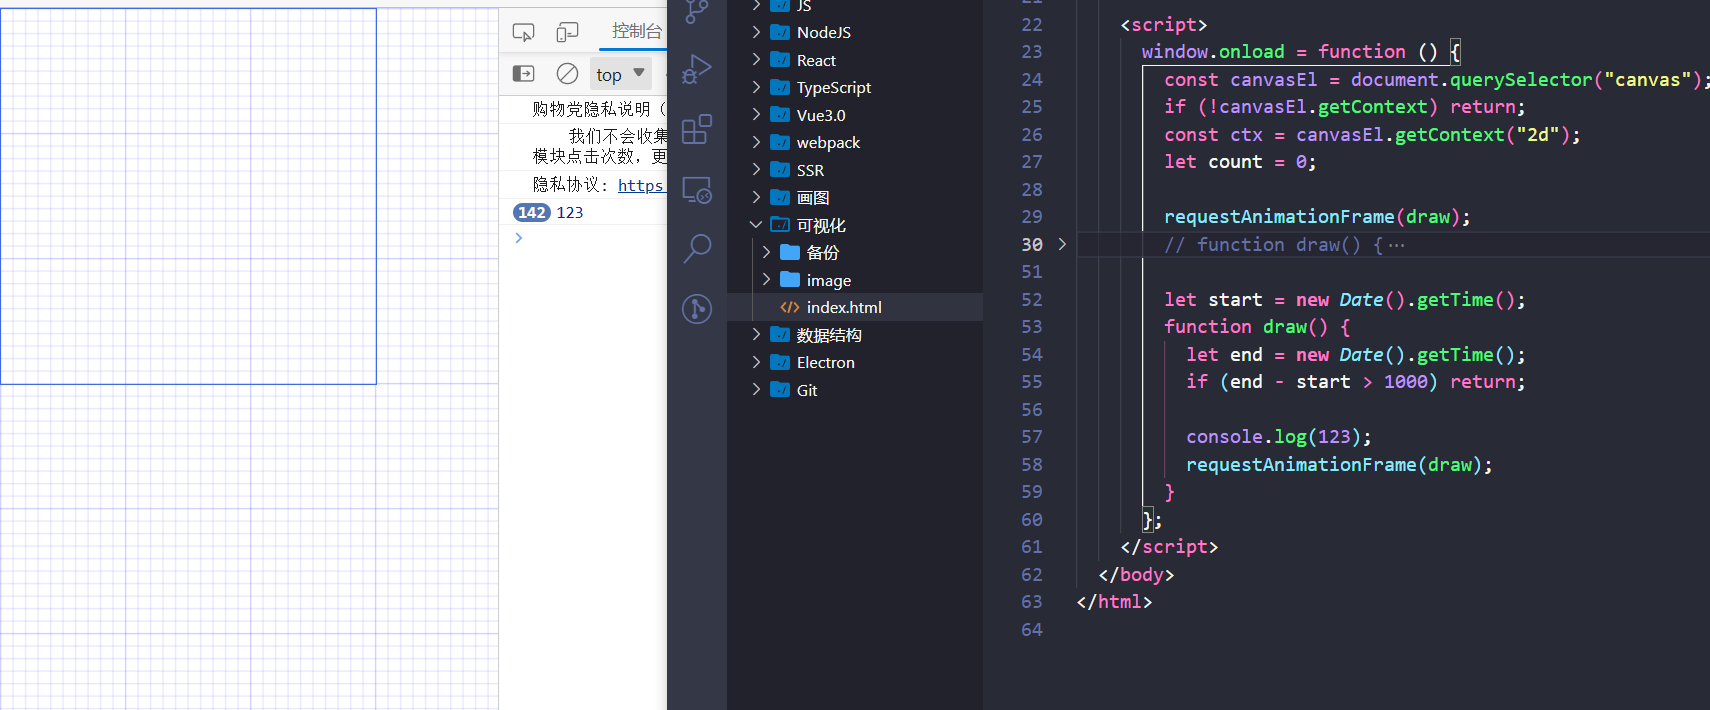 控制台
top
购物党隐私说明（
我们不会收集
模块点击次数，更
隐私协议: https
142 123
JS
NodeJS
React
TypeScript
Vue3.0
webpack
SSR
画图
可视化
备份
image
index.html
数据结构
Electron
Git
22 <script>
23 window.onload = function () {
24 const canvasEl = document.querySelector("canvas");
25 if (!canvasEl.getContext) return;
26 const ctx = canvasEl.getContext("2d");
27 let count = 0;
28
29 requestAnimationFrame(draw);
30 // function draw() {…
51
52 let start = new Date().getTime();
53 function draw() {
54 let end = new Date().getTime();
55 if (end - start > 1000) return;
56
57 console.log(123);
58 requestAnimationFrame(draw);
59 }
60 };
61 </script>
62 </body>
63 </html>
64